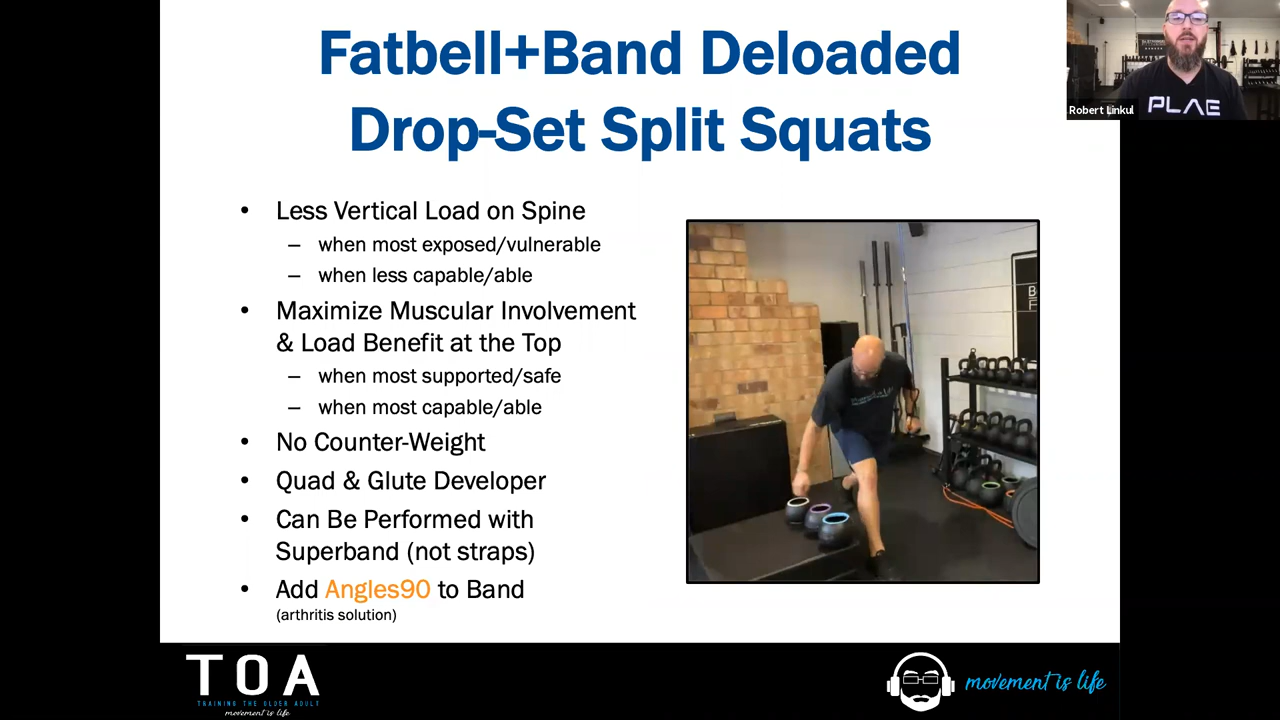 Fatbell+Band Deloaded
Drop-Set Split Squats
• Less Vertical Load on Spine
– when most exposed/vulnerable
– when less capable/able
• Maximize Muscular Involvement
& Load Benefit at the Top
– when most supported/safe
– when most capable/able
• No Counter-Weight
• Quad & Glute Developer
• Can Be Performed with
Superband (not straps)
• Add Angles90 to Band
(arthritis solution)
PLAE
Robert Linkul
TOA
TRAINING THE OLDER ADULT
movement is life
movement is life